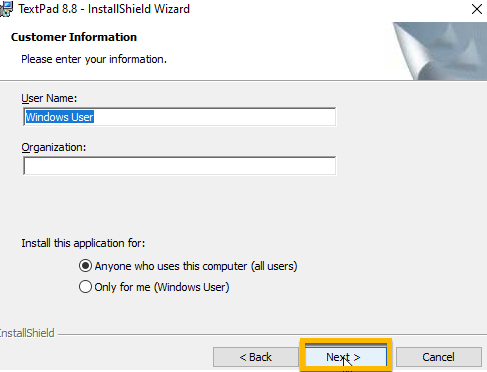 TextPad 8.8 - InstallShield Wizard
Customer Information
Please enter your information.
User Name:
Windows User
Organization:
Install this application for:
Anyone who uses this computer (all users)
Only for me (Windows User)
InstallShield
< Back
Next >
Cancel